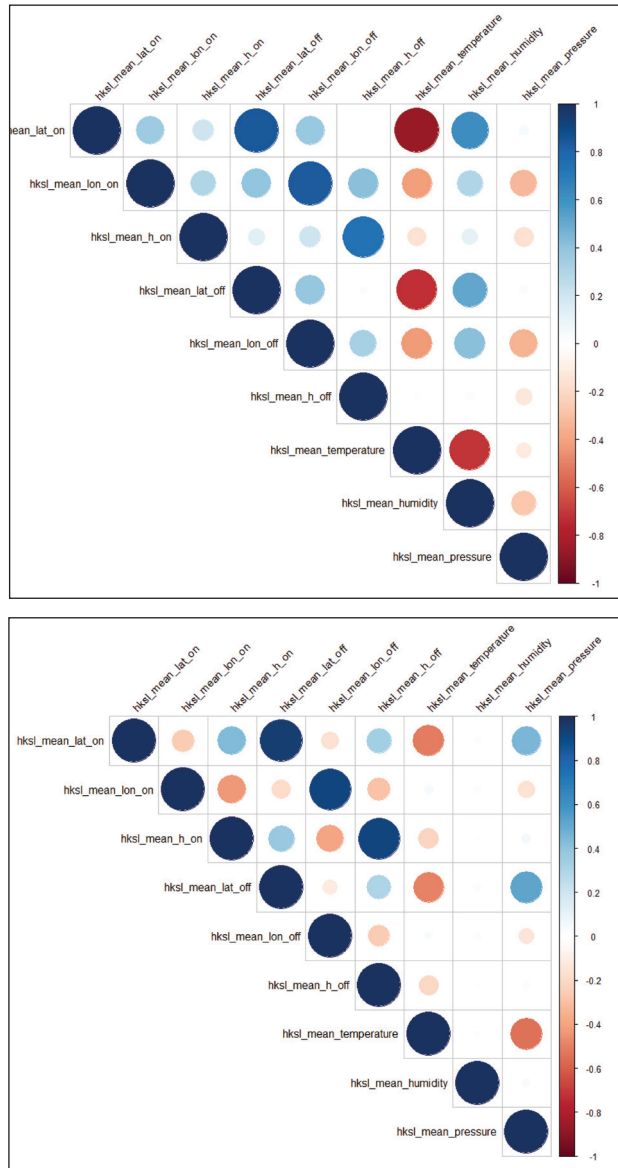 hksl_mean_lat_on
hksl_mean_lon_on
hksl_mean_h_on
hksl_mean_lat_off
hksl_mean_lon_off
hksl_mean_h_off
hksl_mean_temperature
hksl_mean_humidity
hksl_mean_pressure
mean_lat_on
hksl_mean_lon_on
hksl_mean_h_on
hksl_mean_lat_off
hksl_mean_lon_off
hksl_mean_h_off
hksl_mean_temperature
hksl_mean_humidity
hksl_mean_pressure
1
0.8
0.6
0.4
0.2
0
-0.2
-0.4
-0.6
-0.8
-1
hksl_mean_lat_on
hksl_mean_lon_on
hksl_mean_h_on
hksl_mean_lat_off
hksl_mean_lon_off
hksl_mean_h_off
hksl_mean_temperature
hksl_mean_humidity
hksl_mean_pressure
hksl_mean_lat_on
hksl_mean_lon_on
hksl_mean_h_on
hksl_mean_lat_off
hksl_mean_lon_off
hksl_mean_h_off
hksl_mean_temperature
hksl_mean_humidity
hksl_mean_pressure
1
0.8
0.6
0.4
0.2
0
-0.2
-0.4
-0.6
-0.8
-1